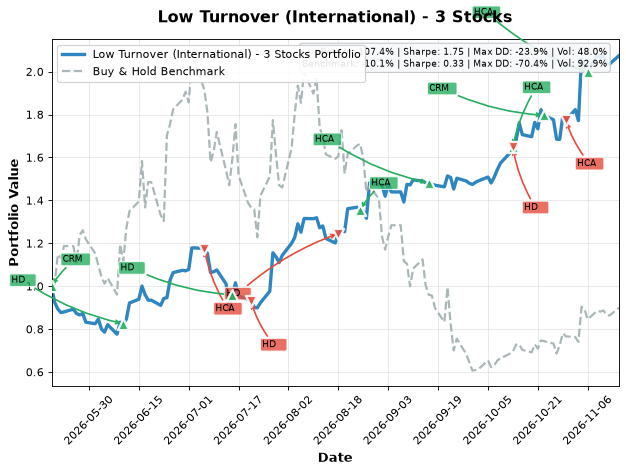 Low Turnover (International) - 3 Stocks
HCA
Low Turnover (International) - 3 Stocks Portfolio
Buy & Hold Benchmark
07.4% | Sharpe: 1.75 | Max DD: -23.9% | Vol: 48.0%
10.1% | Sharpe: 0.33 | Max DD: -70.4% | Vol: 92.9%
CRM
HCA
HCA
HCA
HCA
HD
CRM
HD
HD
HD
HCA
HD
Portfolio Value
2.0
1.8
1.6
1.4
1.2
1.0
0.8
0.6
2026-05-30
2026-06-15
2026-07-01
2026-07-17
2026-08-02
2026-08-18
2026-09-03
2026-09-19
2026-10-05
2026-10-21
2026-11-06
Date